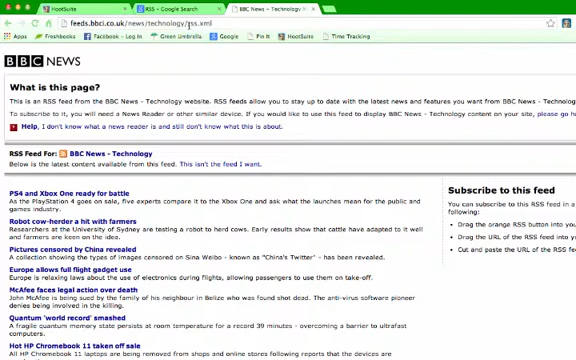 HootSuite
RSS - Google Search
BBC News - Technology
feeds.bbci.co.uk/news/technology/rss.xml
Apps Freshbooks Facebook - Log In Green Umbrella Google Pin It HootSuite Time Tracking
BBC NEWS
What is this page?
This is an RSS feed from the BBC News - Technology website. RSS feeds allow you to stay up to date with the latest news and features you want from BBC
To subscribe to it, you will need a News Reader or other similar device. If you would like to use this feed to display BBC Technology content on your site, please go he
Help, I don't know what a news reader is and still don't know what this is about.
RSS Feed For: BBC News - Technology
Below is the latest content available from this feed. This isn't the feed I want.
PS4 and Xbox One ready for battle
As the PlayStation 4 goes on sale, five experts compare it to the Xbox One and ask what the launches mean for the public and
games industry.
Robot cow-herder a hit with farmers
Researchers at the University of Sydney are testing a robot to herd cows. Early results show that cattle have adapted to it well
and farmers are keen on the idea.
Pictures censored by China revealed
A collection showing the types of images censored on Sina Weibo - known as "China's Twitter" - has been revealed.
Europe allows full flight gadget use
Europe is relaxing laws about the use of electronics during flights, allowing passengers to use them on take-off.
McAfee faces legal action over death
John McAfee is being sued by the family of his neighbour in Belize who was found shot dead. The anti-virus software pioneer
denies being involved in the killing.
Quantum 'world record' smashed
A fragile quantum memory state persists at room temperature for a record 39 minutes - overcoming a barrier to ultrafast
computers.
Hot HP Chromebook 11 taken off sale
All HP Chromebook 11 laptops are being removed from shops and online stores following reports that the devices are
Subscribe to this feed
You can subscribe to this RSS feed in
following:
Drag the orange RSS button into you
Drag the URL of the RSS feed into y
Cut and paste the URL of the RSS fe